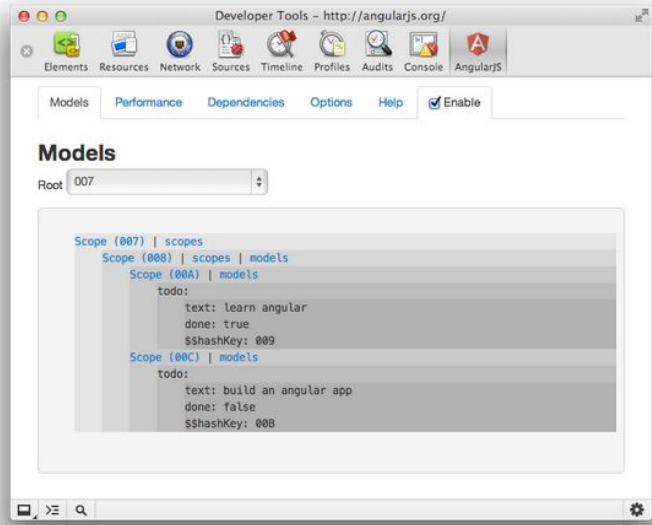 Developer Tools - http://angularjs.org/
Elements Resources Network Sources Timeline Profiles Audits Console AngularJS
Models Performance Dependencies Options Help Enable
Models
Root 007
Scope (007) | scopes
Scope (008) | scopes | models
Scope (00A) | models
todo:
text: learn angular
done: true
$$hashKey: 009
Scope (00C) | models
todo:
text: build an angular app
done: false
$$hashKey: 00B